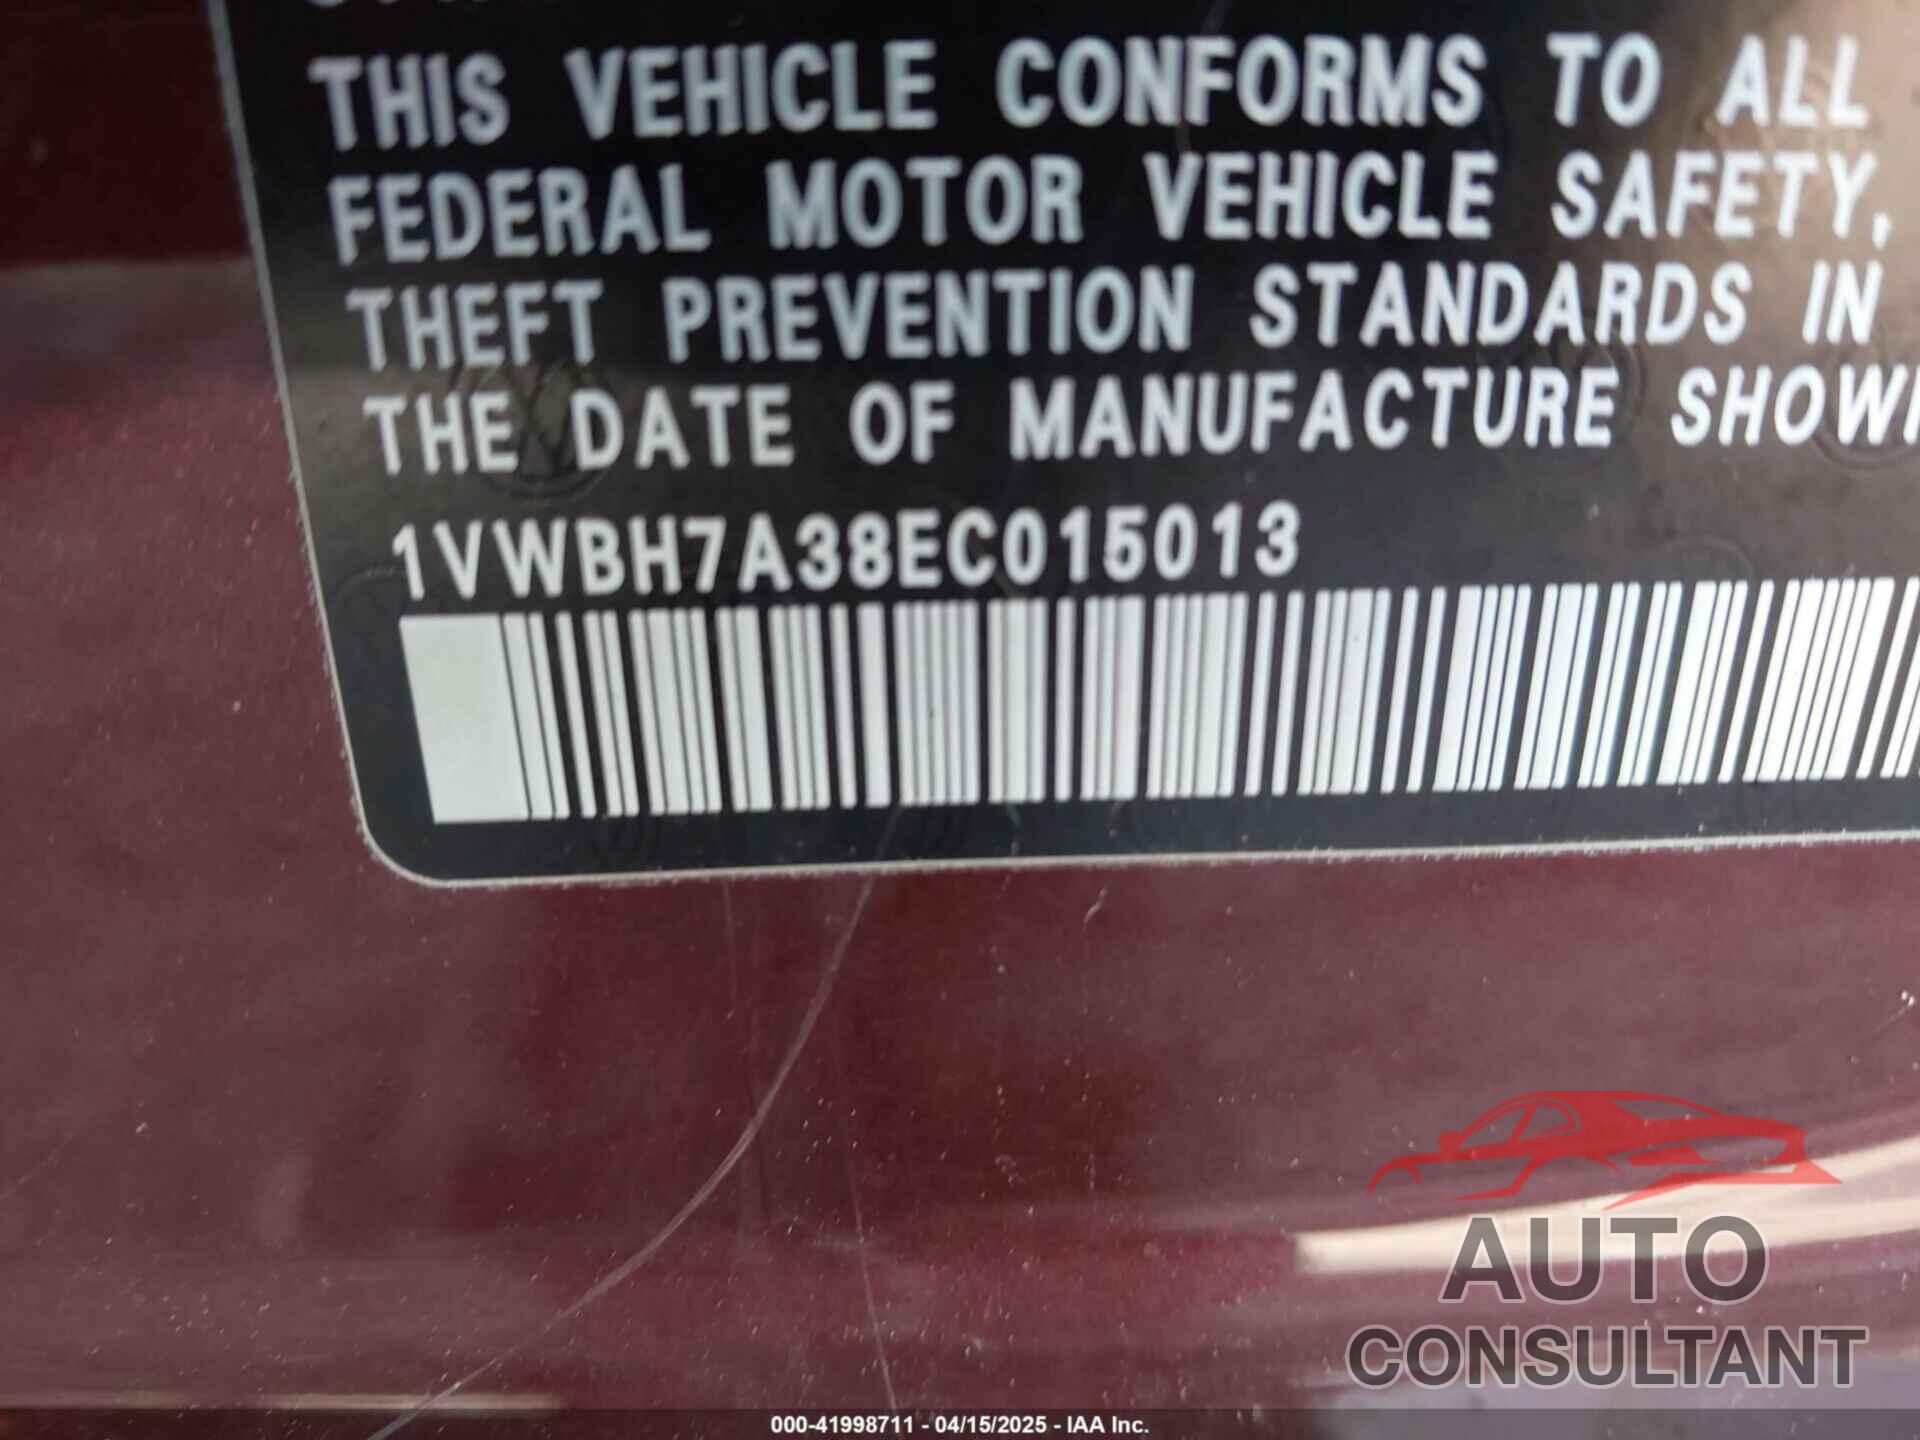 THIS VEHICLE CONFORMS TO ALL
FEDERAL MOTOR VEHICLE SAFETY,
THEFT PREVENTION STANDARDS IN
THE DATE OF MANUFACTURE
1VWBH7A38EC015013
AUTO
CONSULTANT
000-41998711 - 04/15/2025 - IAA Inc.